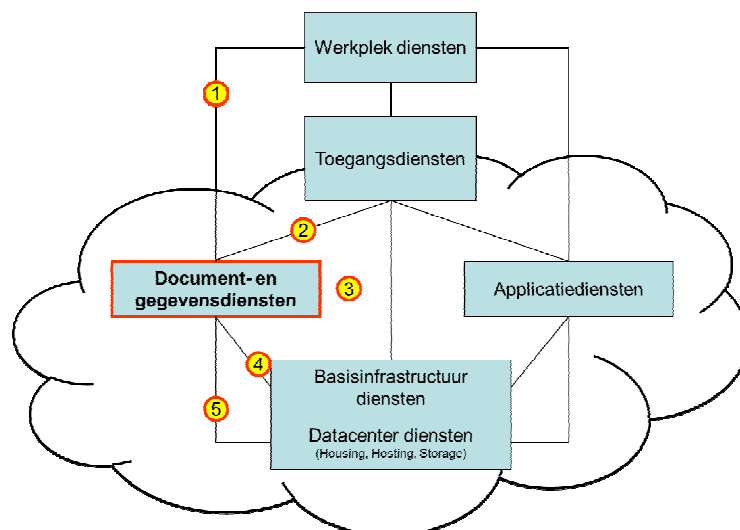 Werkplek diensten
1
Toegangsdiensten
2
Document- en
gegevensdiensten
3
Applicatiediensten
4
Basisinfrastructuur
diensten
5
Datacenter diensten
(Housing, Hosting, Storage)